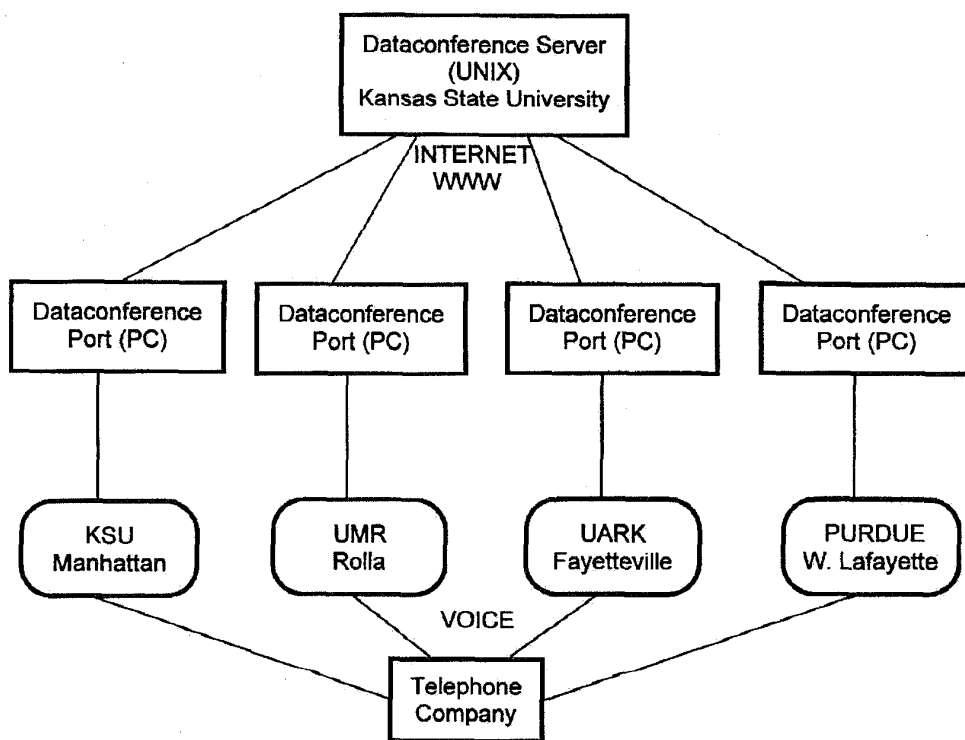 Dataconference Server
(UNIX)
Kansas State University
INTERNET
WWW
Dataconference
Port (PC)
Dataconference
Port (PC)
Dataconference
Port (PC)
Dataconference
Port (PC)
KSU
Manhattan
UMR
Rolla
UARK
Fayetteville
PURDUE
W. Lafayette
VOICE
Telephone
Company